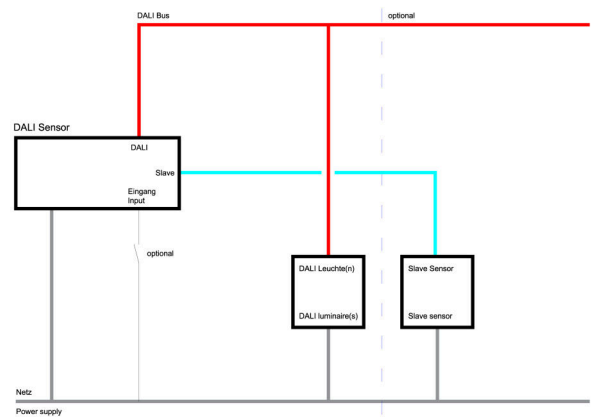 DALI Bus
optional
DALI Sensor
DALI
Slave
Eingang
Input
optional
DALI Leuchte(n)
DALI luminaire(s)
Slave Sensor
Slave sensor
Netz
Power supply